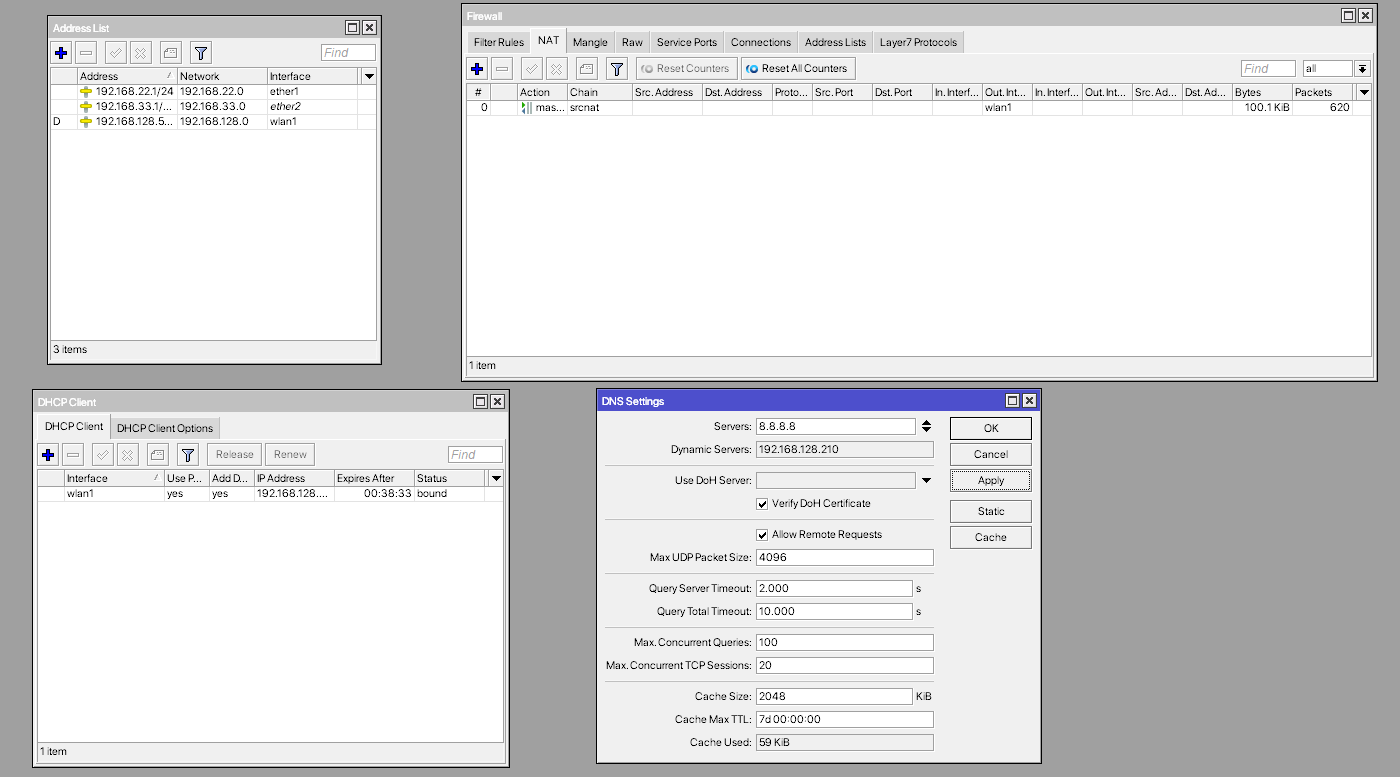 Address List
Find
Address / Network Interface
192.168.22.1/24 192.168.22.0 ether1
192.168.33.1/... 192.168.33.0 ether2
D 192.168.128.5... 192.168.128.0 wlan1
3 items
Firewall
Filter Rules NAT Mangle Raw Service Ports Connections Address Lists Layer7 Protocols
Reset Counters Reset All Counters Find all
# Action Chain Src. Address Dst. Address Proto... Src. Port Dst. Port In. Interf... Out. Int... In. Interf... Out. Int... Src. Ad... Dst. Ad... Bytes Packets
0 mas... srcnat wlan1 100.1 KiB 620
1 item
DHCP Client
DHCP Client DHCP Client Options
Release Renew Find
Interface / Use P... Add D... IP Address Expires After Status
wlan1 yes yes 192.168.128.... 00:38:33 bound
1 item
DNS Settings
Servers: 8.8.8.8
Dynamic Servers: 192.168.128.210
Use DoH Server:
Verify DoH Certificate
Allow Remote Requests
Max UDP Packet Size: 4096
Query Server Timeout: 2.000 s
Query Total Timeout: 10.000 s
Max. Concurrent Queries: 100
Max. Concurrent TCP Sessions: 20
Cache Size: 2048 KiB
Cache Max TTL: 7d 00:00:00
Cache Used: 59 KiB
OK
Cancel
Apply
Static
Cache